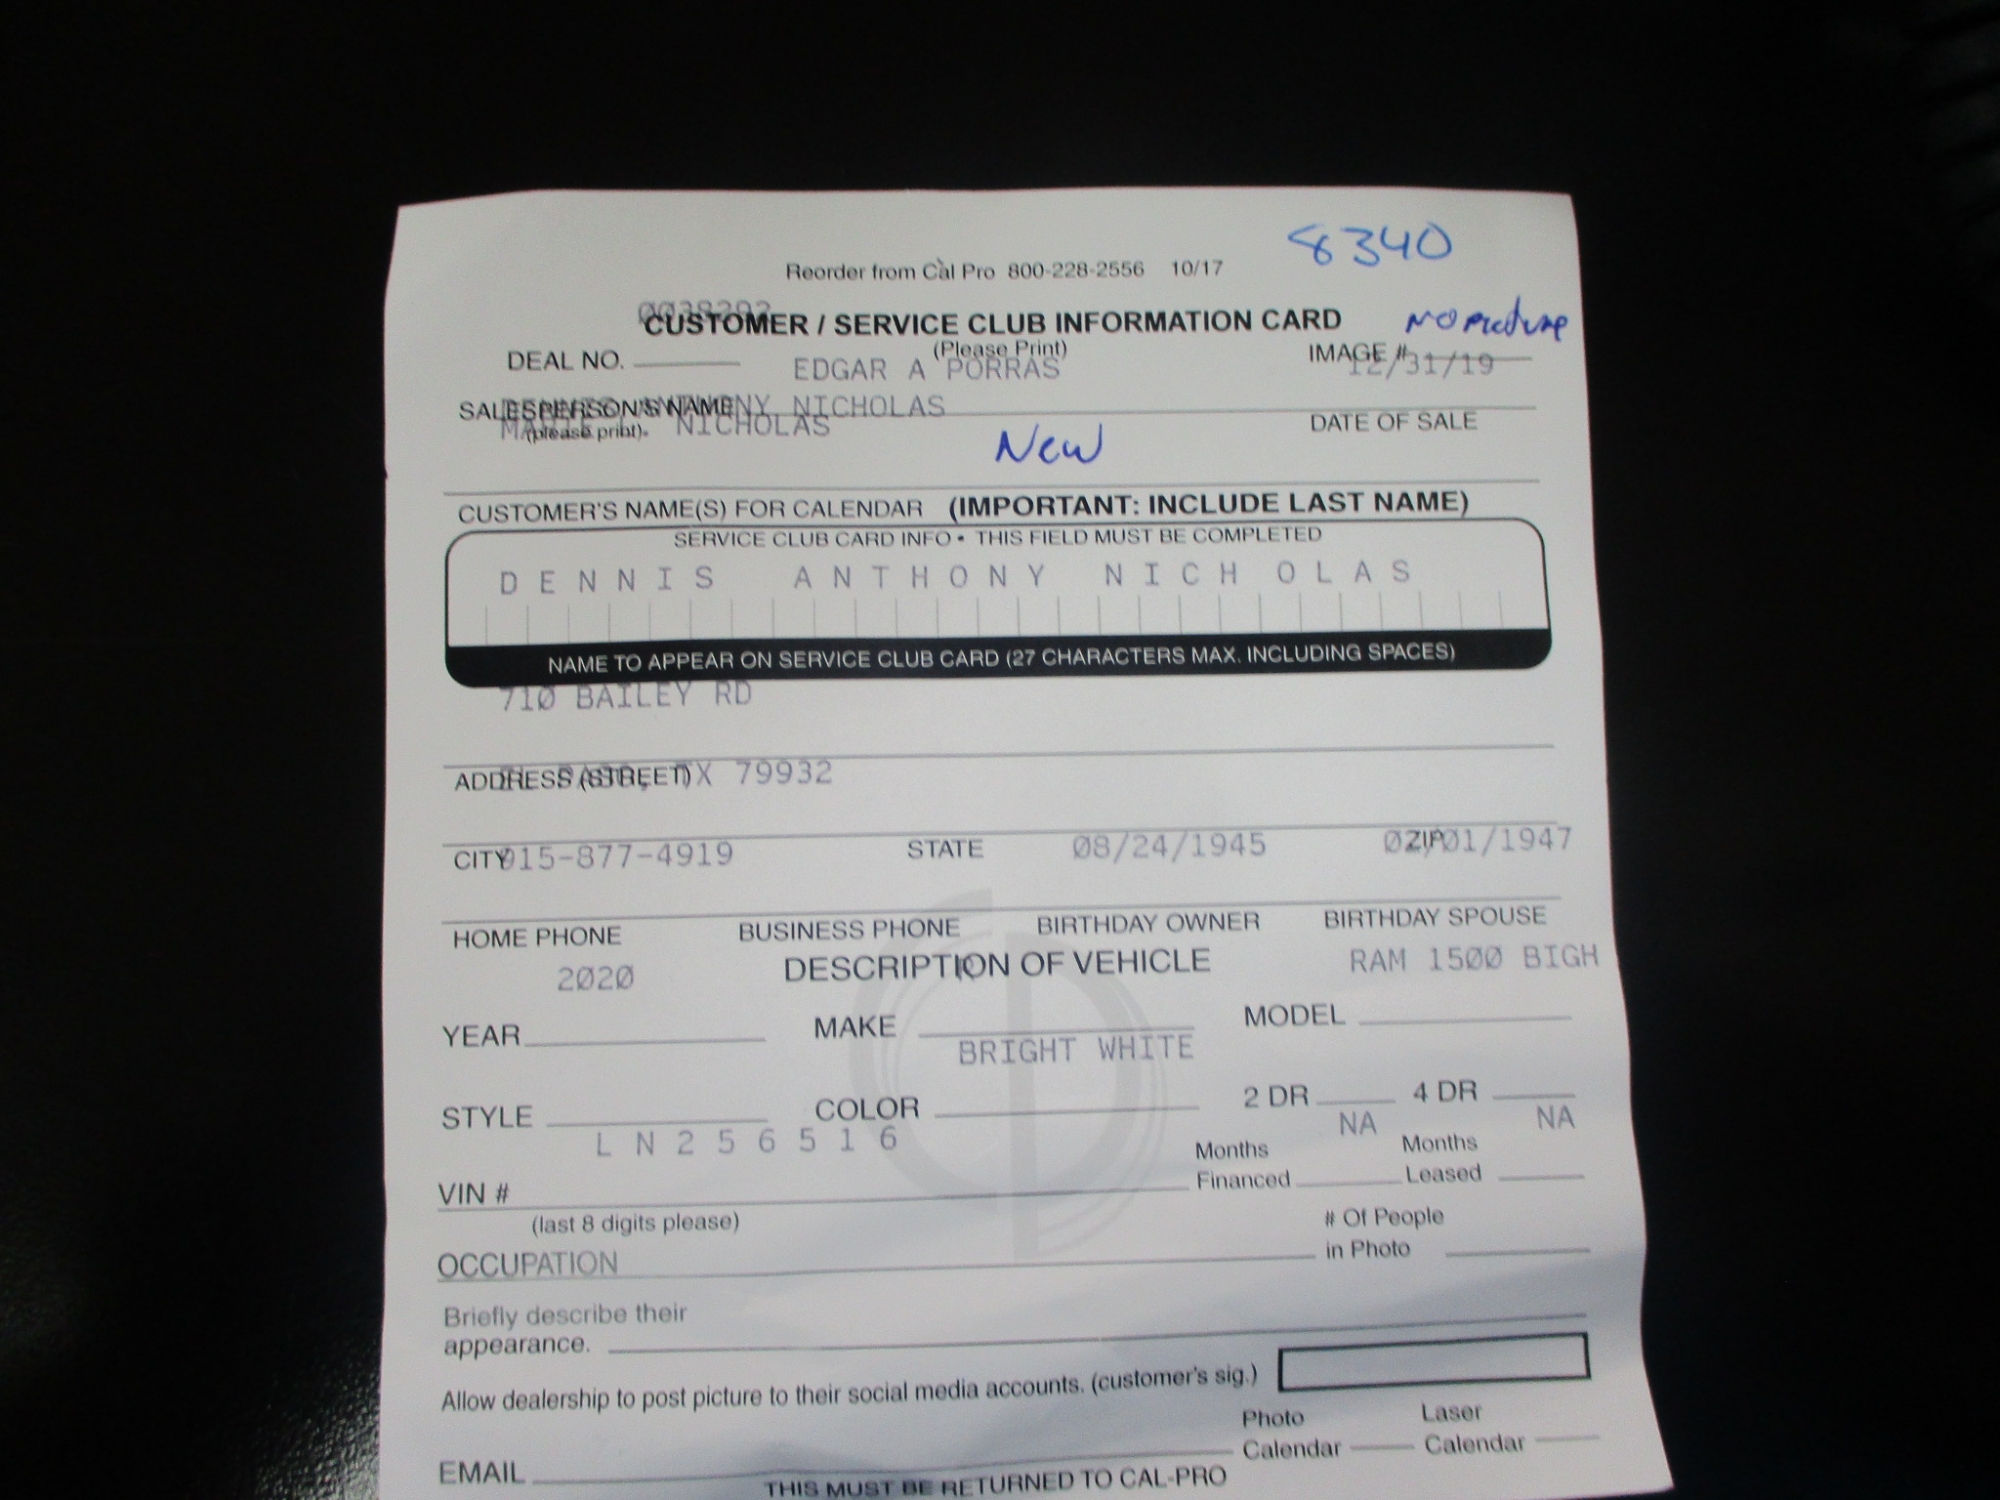 8340
Reorder from Cal Pro 800-228-2556 10/17
CUSTOMER / SERVICE CLUB INFORMATION CARD
No Picture
(Please Print)
DEAL NO.
EDGAR A PORRAS
IMAGE #
12/31/19
SALESPERSON'S NAME
ANTHONY NICHOLAS
(please print).
NICHOLAS
DATE OF SALE
New
CUSTOMER'S NAME(S) FOR CALENDAR (IMPORTANT: INCLUDE LAST NAME)
SERVICE CLUB CARD INFO • THIS FIELD MUST BE COMPLETED
DENNIS ANTHONY NICHOLAS
NAME TO APPEAR ON SERVICE CLUB CARD (27 CHARACTERS MAX. INCLUDING SPACES)
710 BAILEY RD
ADDRESS (STREET)
TX 79932
CITY
915-877-4919
STATE
08/24/1945
ZIP
HOME PHONE BUSINESS PHONE BIRTHDAY OWNER BIRTHDAY SPOUSE
2020
DESCRIPTION OF VEHICLE
RAM 1500 BIGH
YEAR MAKE MODEL
BRIGHT WHITE
STYLE COLOR 2 DR 4 DR
LN256516
NA
NA
VIN #
Months Financed
Months Leased
(last 8 digits please)
# Of People in Photo
OCCUPATION
Briefly describe their
appearance.
Allow dealership to post picture to their social media accounts. (customer's sig.)
Photo Calendar
Laser Calendar
EMAIL
THIS MUST BE RETURNED TO CAL-PRO